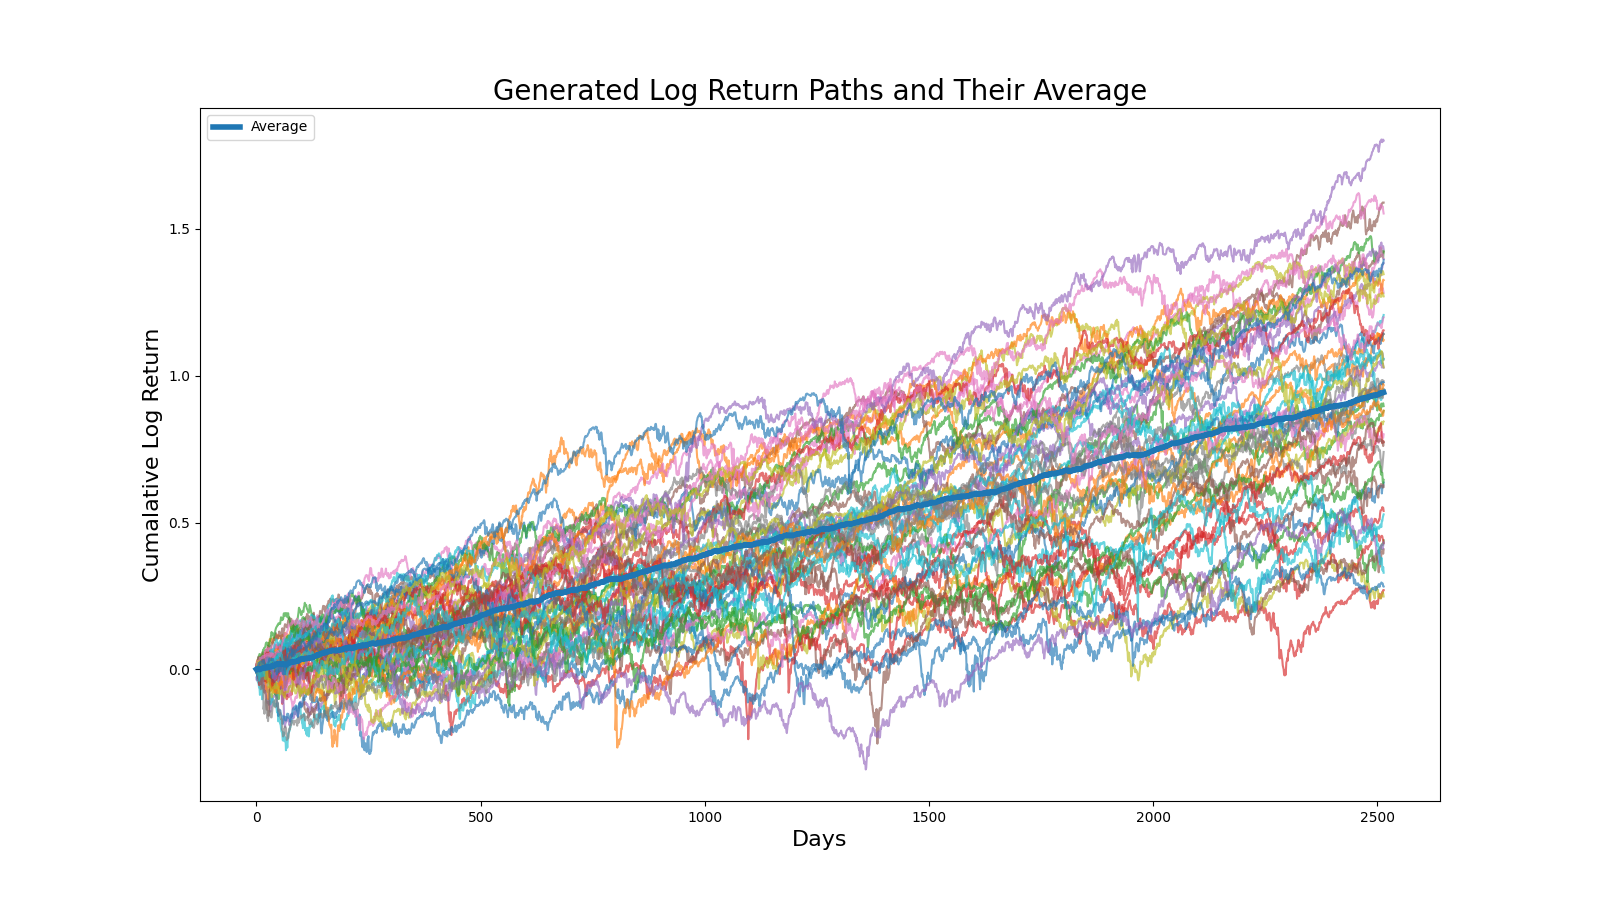 Generated Log Return Paths and Their Average
Average
Cumalative Log Return
1.5
1.0
0.5
0.0
0 500 1000 1500 2000 2500
Days